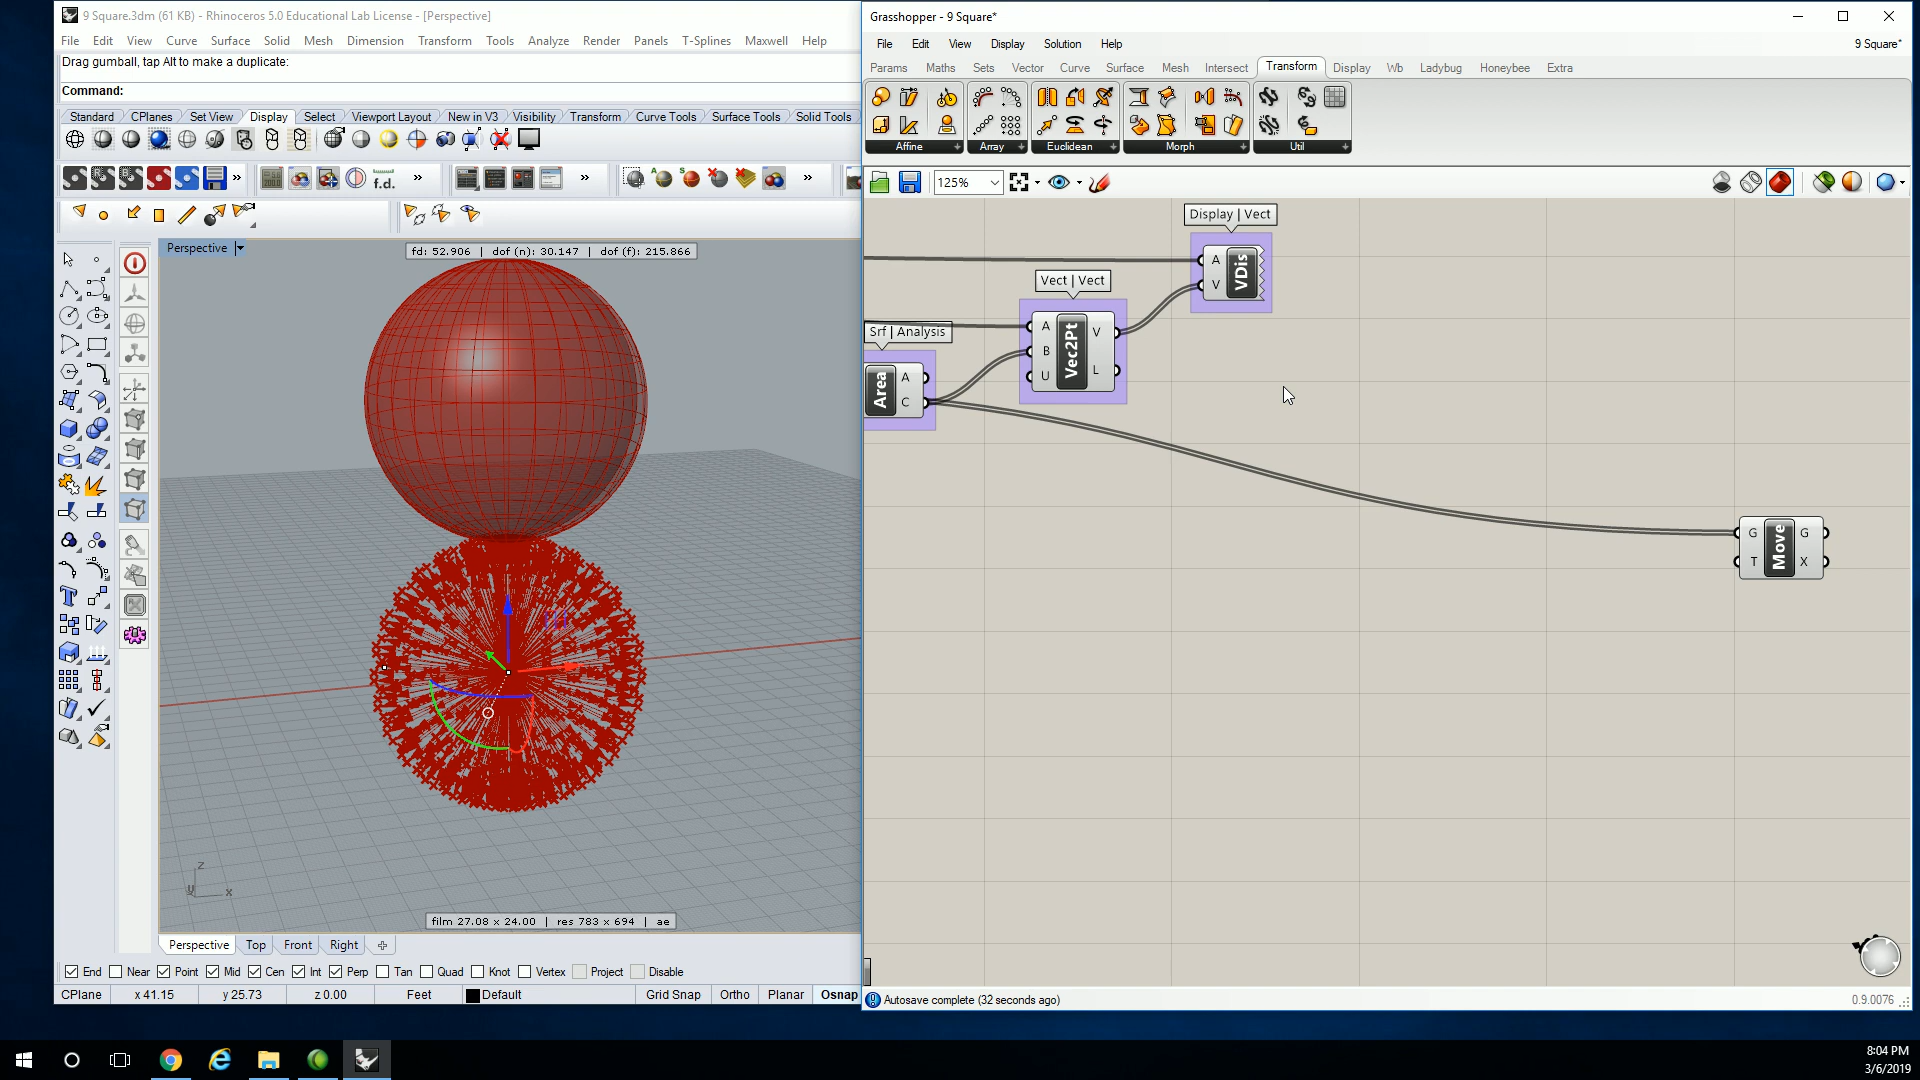 9 Square.3dm (61 KB) - Rhinoceros 5.0 Educational Lab License - [Perspective]
File Edit View Curve Surface Solid Mesh Dimension Transform Tools Analyze Render Panels T-Splines Maxwell Help
Drag gumball, tap Alt to make a duplicate:
Command:
Standard CPlanes Set View Display Select Viewport Layout New in V3 Visibility Transform Curve Tools Surface Tools Solid Tools
f.d.
Perspective
fd: 52.906 | dof (n): 30.147 | dof (f): 215.866
z
y x
film 27.08 x 24.00 | res 783 x 694 | ae
Perspective Top Front Right
End Near Point Mid Cen Int Perp Tan Quad Knot Vertex Project Disable
CPlane x 41.15 y 25.73 z 0.00 Feet Default Grid Snap Ortho Planar Osnap
Grasshopper - 9 Square*
File Edit View Display Solution Help 9 Square*
Params Maths Sets Vector Curve Surface Mesh Intersect Transform Display Wb Ladybug Honeybee Extra
Affine Array Euclidean Morph Util
125%
Display | Vect
A
V
VDis
Vect | Vect
A
B
U
Vec2Pt
V
L
Srf | Analysis
Area
A
C
G
T
Move
G
X
Autosave complete (32 seconds ago) 0.9.0076
8:04 PM
3/6/2019